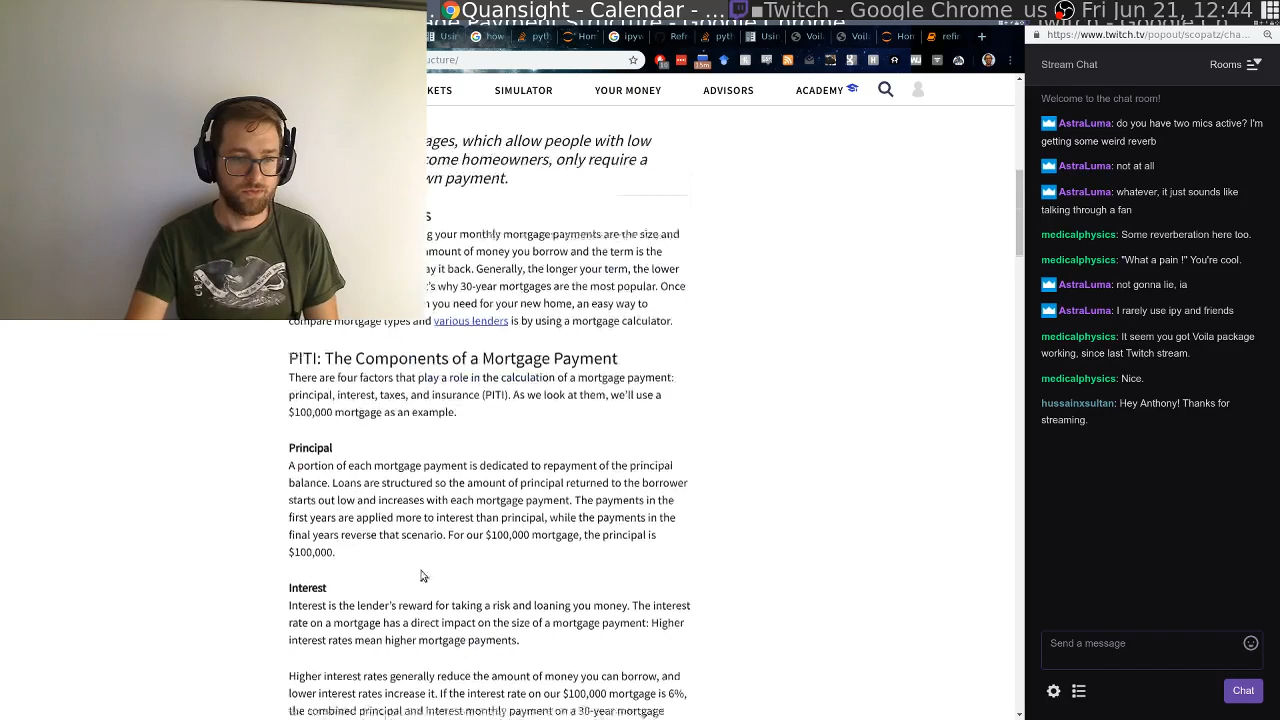 Quansight - Calendar - ...
Twitch - Google Chrome
us
Fri Jun 21, 12:44
ge Payment Structure - Google Chrome
Usin
how
pyth
Hor
ipyw
Refr
pyth
Usin
Voil
Voil
Hor
refin
ucture/
https://www.twitch.tv/popout/scopatz/cha...
KETS
SIMULATOR
YOUR MONEY
ADVISORS
ACADEMY
ages, which allow people with low
come homeowners, only require a
wn payment.
s
g your monthly mortgage payments are the size and
amount of money you borrow and the term is the
ay it back. Generally, the longer your term, the lower
's why 30-year mortgages are the most popular. Once
n you need for your new home, an easy way to
compare mortgage types and various lenders is by using a mortgage calculator.
PITI: The Components of a Mortgage Payment
There are four factors that play a role in the calculation of a mortgage payment:
principal, interest, taxes, and insurance (PITI). As we look at them, we'll use a
$100,000 mortgage as an example.
Principal
A portion of each mortgage payment is dedicated to repayment of the principal
balance. Loans are structured so the amount of principal returned to the borrower
starts out low and increases with each mortgage payment. The payments in the
first years are applied more to interest than principal, while the payments in the
final years reverse that scenario. For our $100,000 mortgage, the principal is
$100,000.
Interest
Interest is the lender's reward for taking a risk and loaning you money. The interest
rate on a mortgage has a direct impact on the size of a mortgage payment: Higher
interest rates mean higher mortgage payments.
Higher interest rates generally reduce the amount of money you can borrow, and
lower interest rates increase it. If the interest rate on our $100,000 mortgage is 6%,
the combined principal and interest monthly payment on a 30-year mortgage
Stream Chat
Rooms
Welcome to the chat room!
AstraLuma: do you have two mics active? I'm
getting some weird reverb
AstraLuma: not at all
AstraLuma: whatever, it just sounds like
talking through a fan
medicalphysics: Some reverberation here too.
medicalphysics: "What a pain !" You're cool.
AstraLuma: not gonna lie, ia
AstraLuma: I rarely use ipy and friends
medicalphysics: It seem you got Voila package
working, since last Twitch stream.
medicalphysics: Nice.
hussainxsultan: Hey Anthony! Thanks for
streaming.
Send a message
Chat